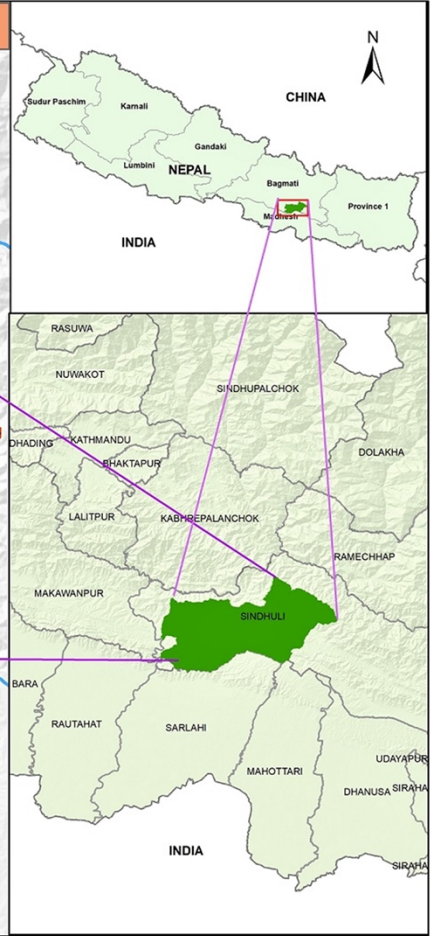 N
CHINA
Sudur Paschim
Karnali
Gandaki
Lumbini
NEPAL
Bagmati
Province 1
Madhesh
INDIA
RASUWA
NUWAKOT
SINDHUPALCHOK
DHADING
KATHMANDU
BHAKTAPUR
DOLAKHA
LALITPUR
KABHREPALANCHOK
RAMECHHAP
MAKAWANPUR
SINDHULI
BARA
RAUTAHAT
SARLAHI
MAHOTTARI
UDAYAPUR
DHANUSA
SIRAHA
INDIA
SIRAHA